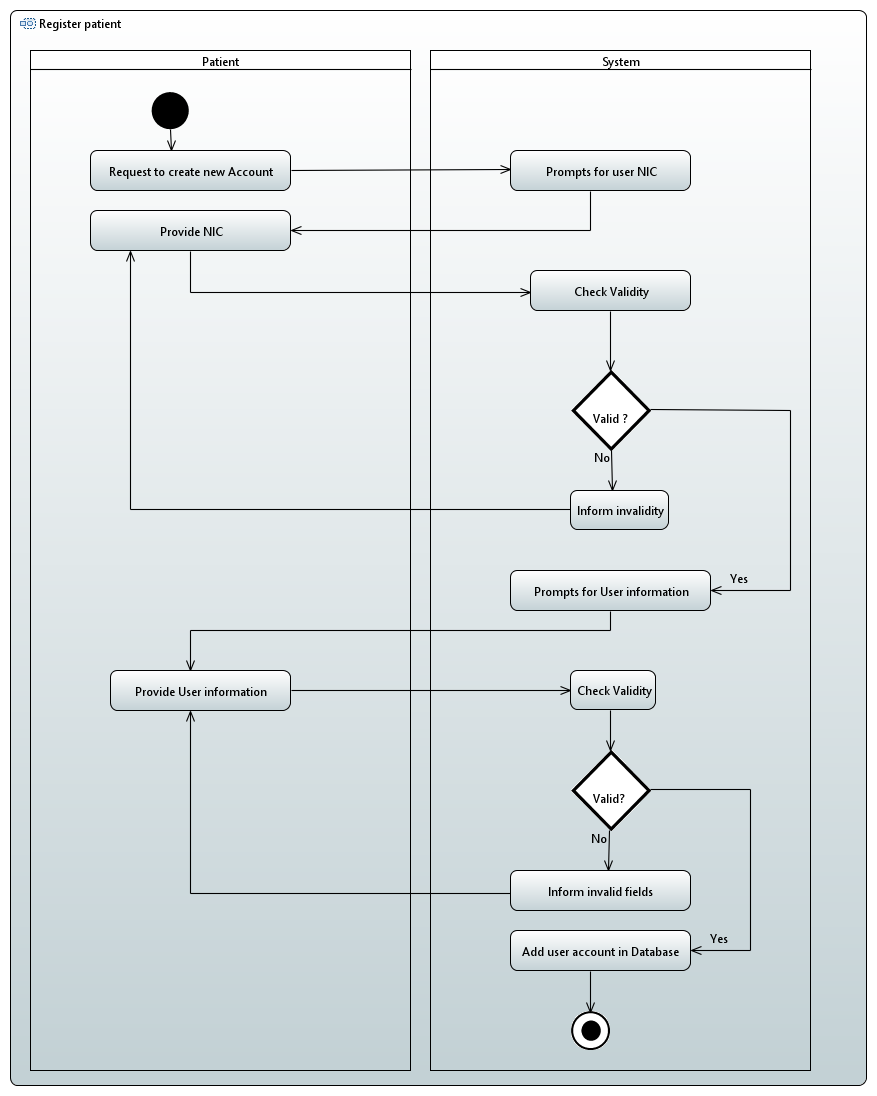 Register patient
Patient
System
Request to create new Account
Prompts for user NIC
Provide NIC
Check Validity
Valid ?
No
Inform invalidity
Yes
Prompts for User information
Provide User information
Check Validity
Valid?
No
Inform invalid fields
Yes
Add user account in Database